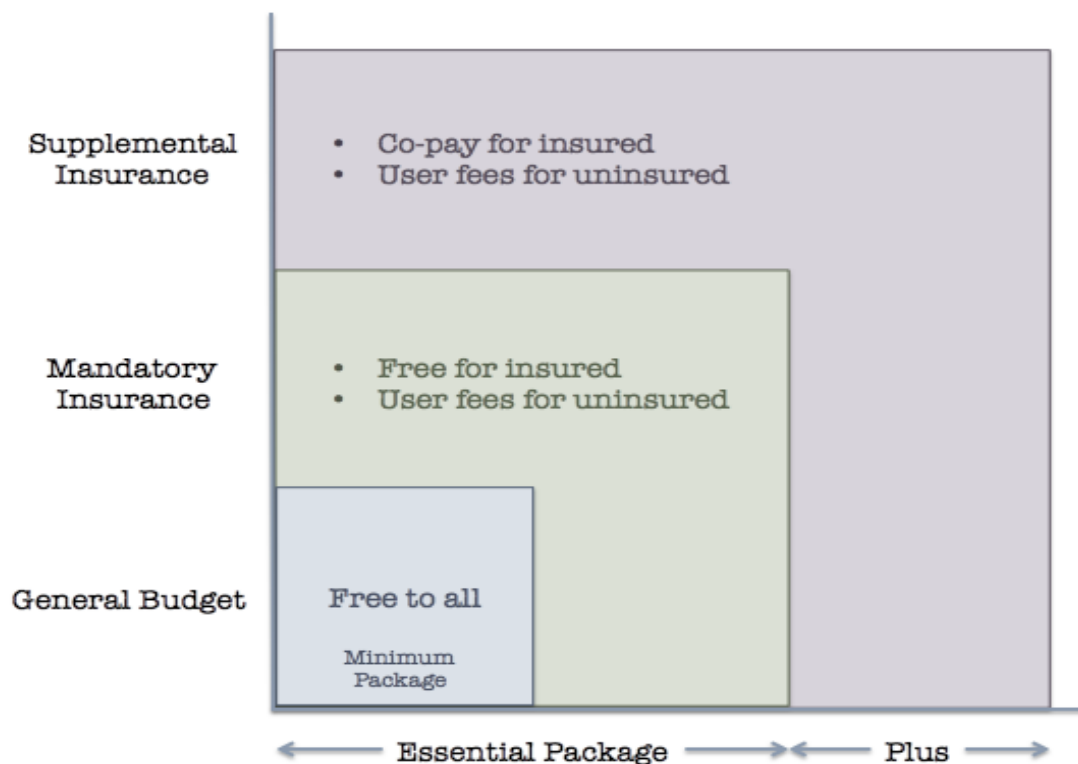 Supplemental
Insurance
• Co-pay for insured
• User fees for uninsured
Mandatory
Insurance
• Free for insured
• User fees for uninsured
General Budget
Free to all
Minimum
Package
Essential Package
Plus